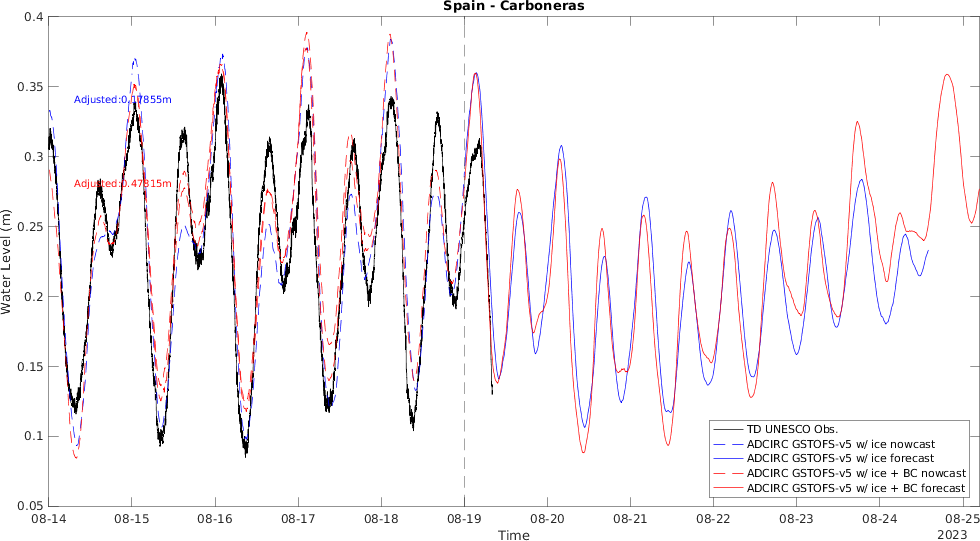 Spain - Carboneras
0.4
0.35
0.3
0.25
0.2
0.15
0.1
0.05
Water Level (m)
Adjusted:0.17855m
Adjusted:0.47315m
TD UNESCO Obs.
ADCIRC GSTOFS-v5 w/ ice nowcast
ADCIRC GSTOFS-v5 w/ ice forecast
ADCIRC GSTOFS-v5 w/ ice + BC nowcast
ADCIRC GSTOFS-v5 w/ ice + BC forecast
08-14 08-15 08-16 08-17 08-18 08-19 08-20 08-21 08-22 08-23 08-24 08-25
Time
2023